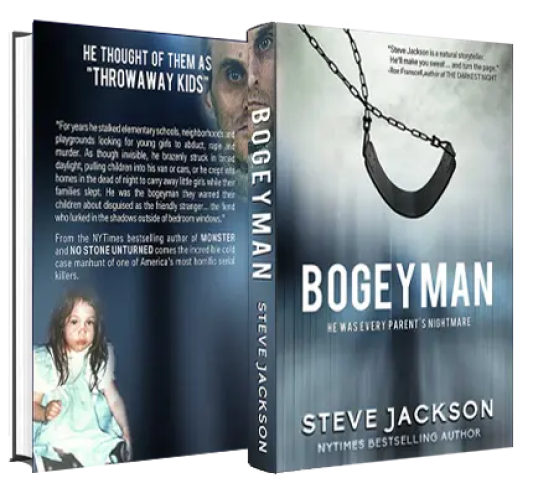 HE THOUGHT OF THEM AS
"THROWAWAY KIDS"
"For years he stalked elementary schools, neighborhoods and
playgrounds looking for young girls to abduct, rape and
murder. As though invisible, he brazenly struck in broad
daylight, pulling children into his van or cars, or he crept into
homes in the dead of night to carry away little girls while their
families slept. He was the bogeyman they warned their
children about disguised as the friendly stranger... the fiend
who lurked in the shadows outside of bedroom windows."
From the NYTimes bestselling author of MONSTER
and NO STONE UNTURNED comes the incredible cold
case manhunt of one of America's most horrific serial
killers.
BOGEYMAN
STEVE JACKSON
"Steve Jackson is a natural storyteller.
He'll make you sweat... and turn the page."
-Ron Franscell, author of THE DARKEST NIGHT
BOGEYMAN
HE WAS EVERY PARENT'S NIGHTMARE
STEVE JACKSON
NYTIMES BESTSELLING AUTHOR